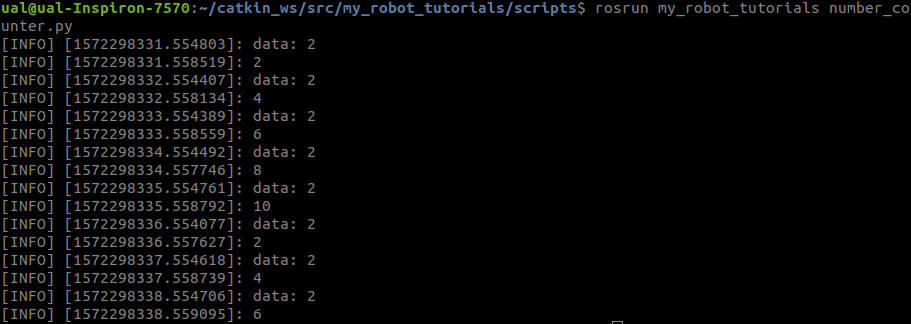 ual@ual-Inspiron-7570:~/catkin_ws/src/my_robot_tutorials/scripts$ rosrun my_robot_tutorials number_co
unter.py
[INFO] [1572298331.554803]: data: 2
[INFO] [1572298331.558519]: 2
[INFO] [1572298332.554407]: data: 2
[INFO] [1572298332.558134]: 4
[INFO] [1572298333.554389]: data: 2
[INFO] [1572298333.558559]: 6
[INFO] [1572298334.554492]: data: 2
[INFO] [1572298334.557746]: 8
[INFO] [1572298335.554761]: data: 2
[INFO] [1572298335.558792]: 10
[INFO] [1572298336.554077]: data: 2
[INFO] [1572298336.557627]: 2
[INFO] [1572298337.554618]: data: 2
[INFO] [1572298337.558739]: 4
[INFO] [1572298338.554706]: data: 2
[INFO] [1572298338.559095]: 6